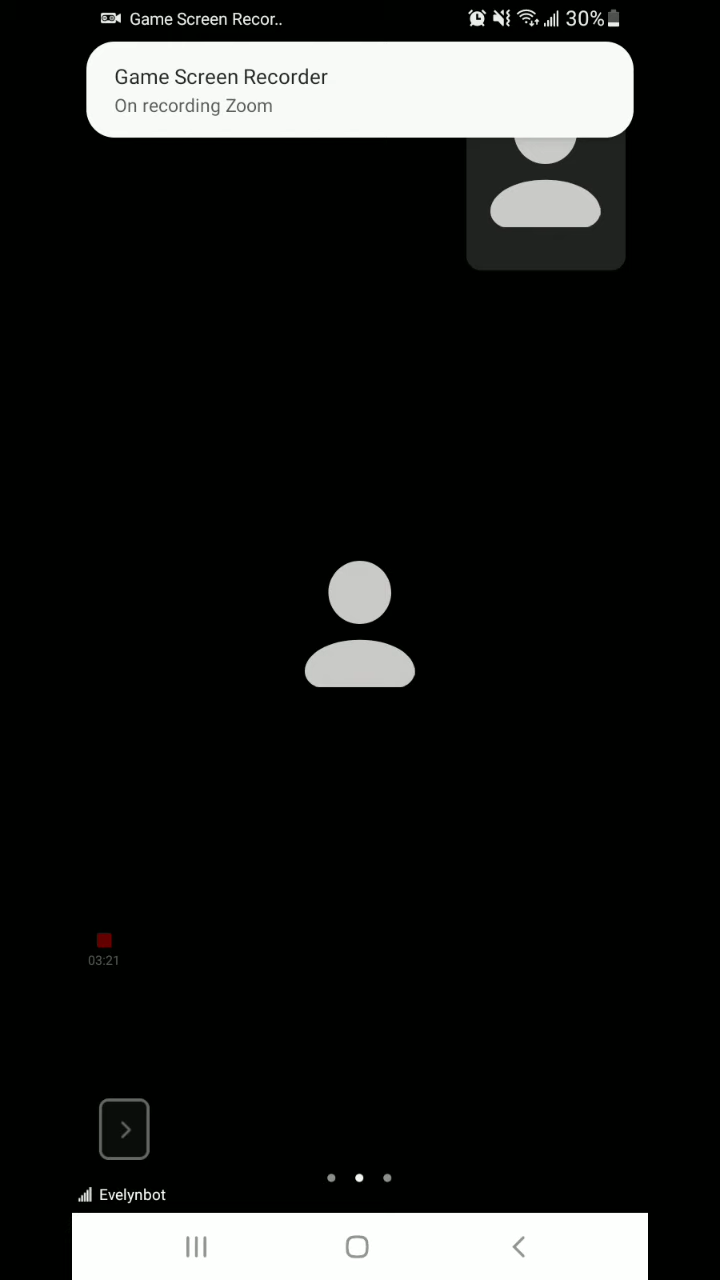 Game Screen Recor..
30%
Game Screen Recorder
On recording Zoom
03:21
Evelynbot